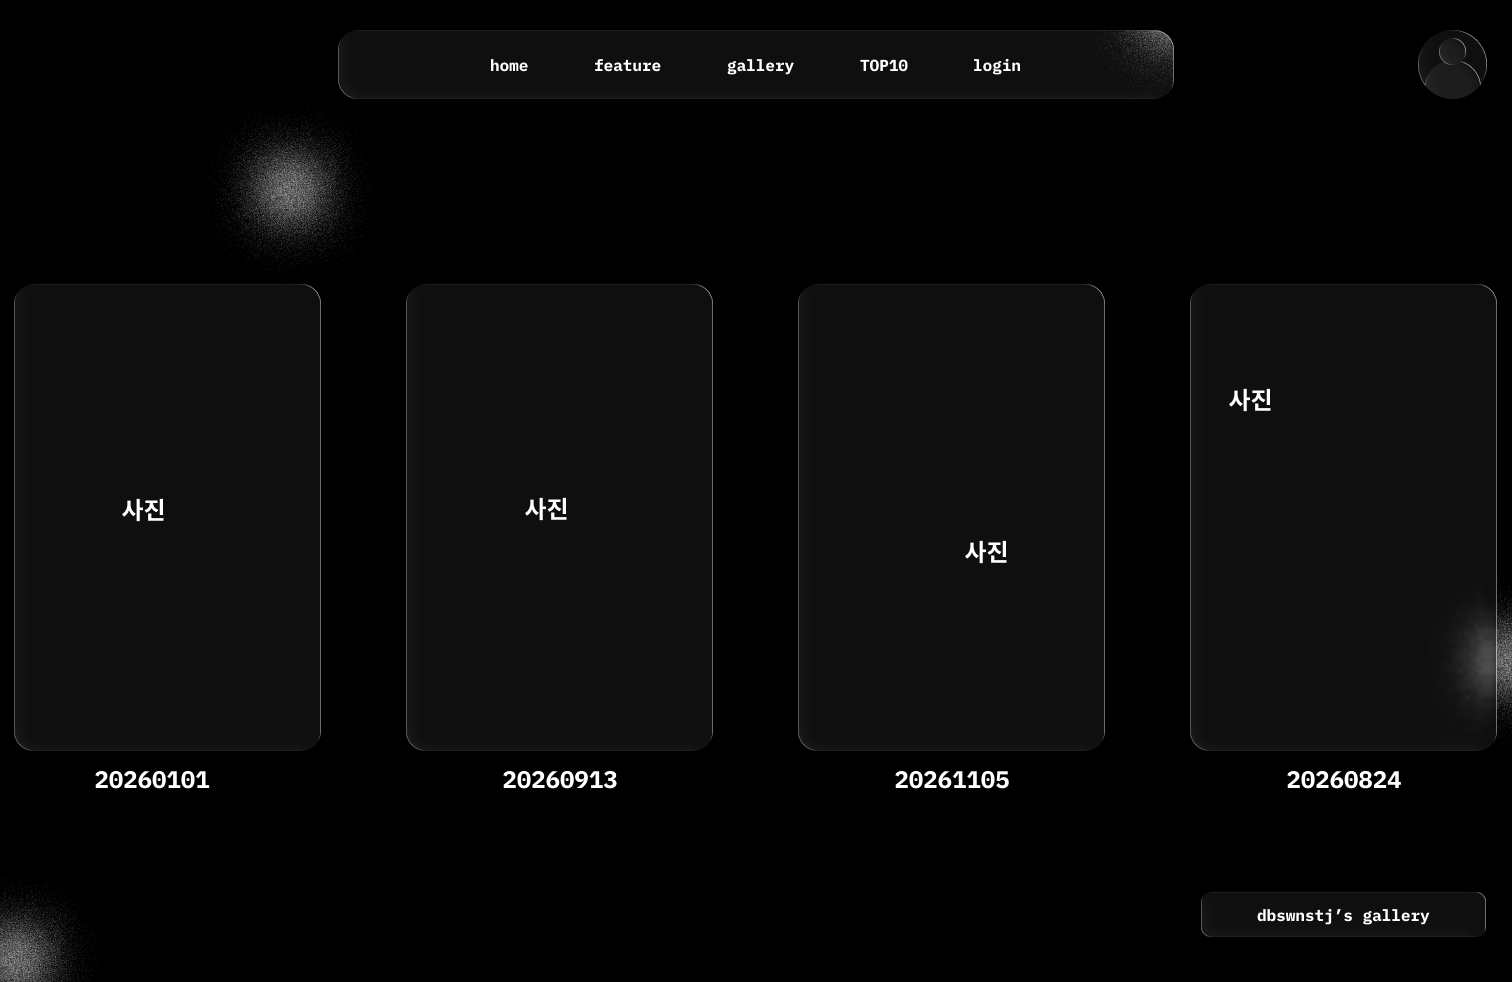 home feature gallery TOP10 login
사진
사진
사진
사진
20260101
20260913
20261105
20260824
dbswnstj’s gallery